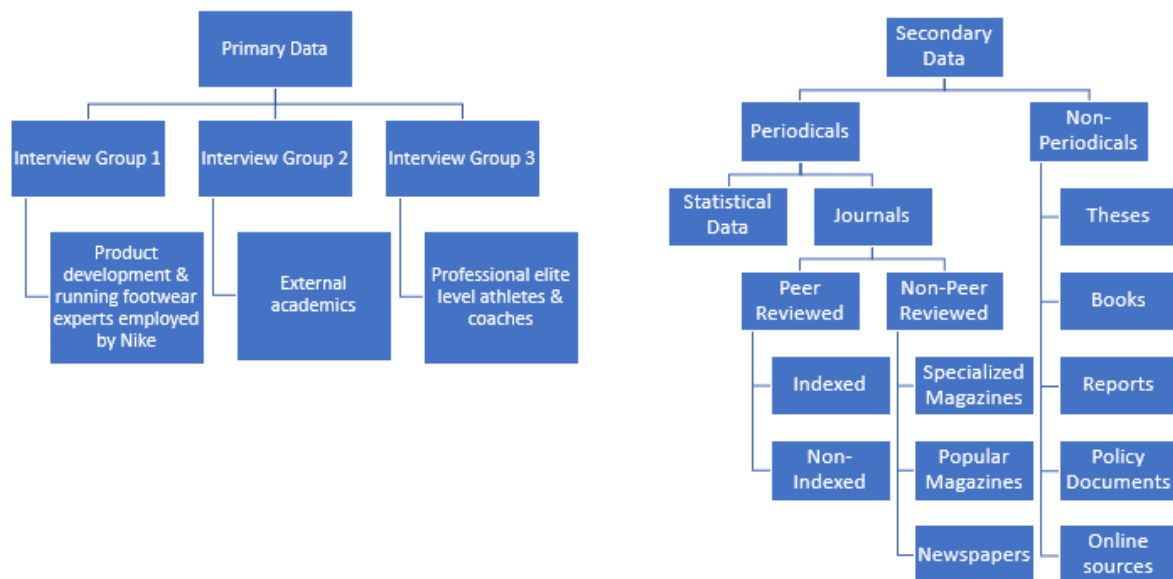 Primary Data
Interview Group 1
Interview Group 2
Interview Group 3
Product
development &
running footwear
experts employed
by Nike
External
academics
Professional elite
level athletes &
coaches
Secondary
Data
Periodicals
Non-
Periodicals
Statistical
Data
Journals
Peer
Reviewed
Non-Peer
Reviewed
Indexed
Non-
Indexed
Specialized
Magazines
Popular
Magazines
Newspapers
Theses
Books
Reports
Policy
Documents
Online
sources